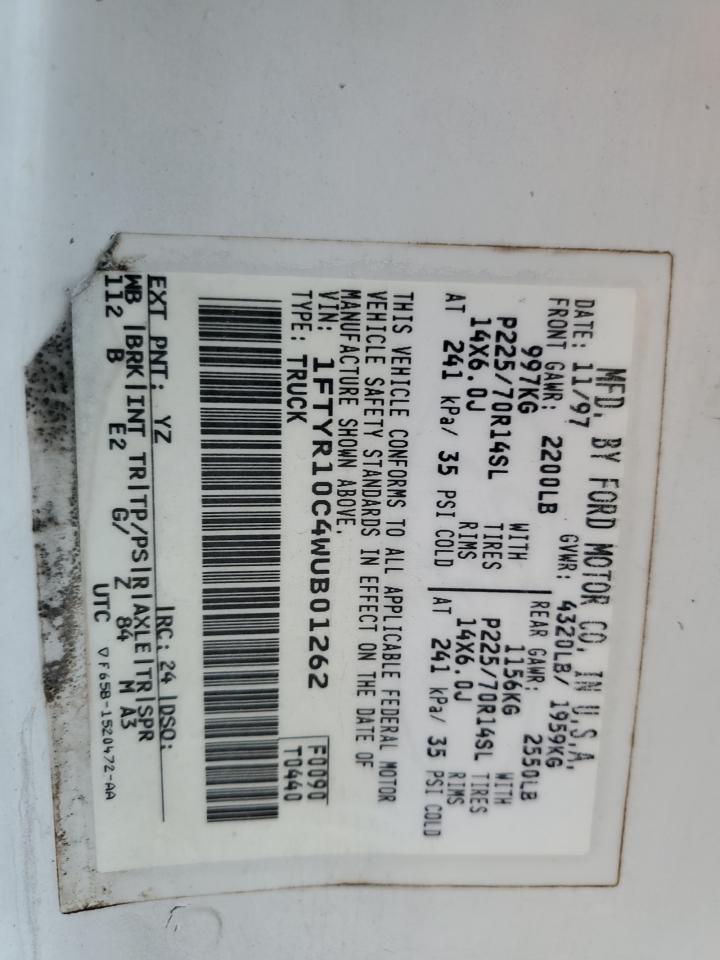 MFD. BY FORD MOTOR CO. IN U.S.A.
DATE: 11/97 GVWR: 4320LB/ 1959KG
FRONT GAWR: 2200LB REAR GAWR: 2550LB
997KG WITH 1156KG WITH
P225/70R14SL TIRES P225/70R14SL TIRES
14X6.0J RIMS 14X6.0J RIMS
AT 241 kPa/ 35 PSI COLD AT 241 kPa/ 35 PSI COLD
THIS VEHICLE CONFORMS TO ALL APPLICABLE FEDERAL MOTOR
VEHICLE SAFETY STANDARDS IN EFFECT ON THE DATE OF
MANUFACTURE SHOWN ABOVE.
VIN: 1FTYR10C4WUB01262 F0090
TYPE: TRUCK T0440
EXT PNT: YZ RC: 24 DSO:
WB BRK INT TR TP/PS R AXLE TR SPR
112 B E2 G/ Z 84 M A3
UTC ▽F65B-1520472-AA